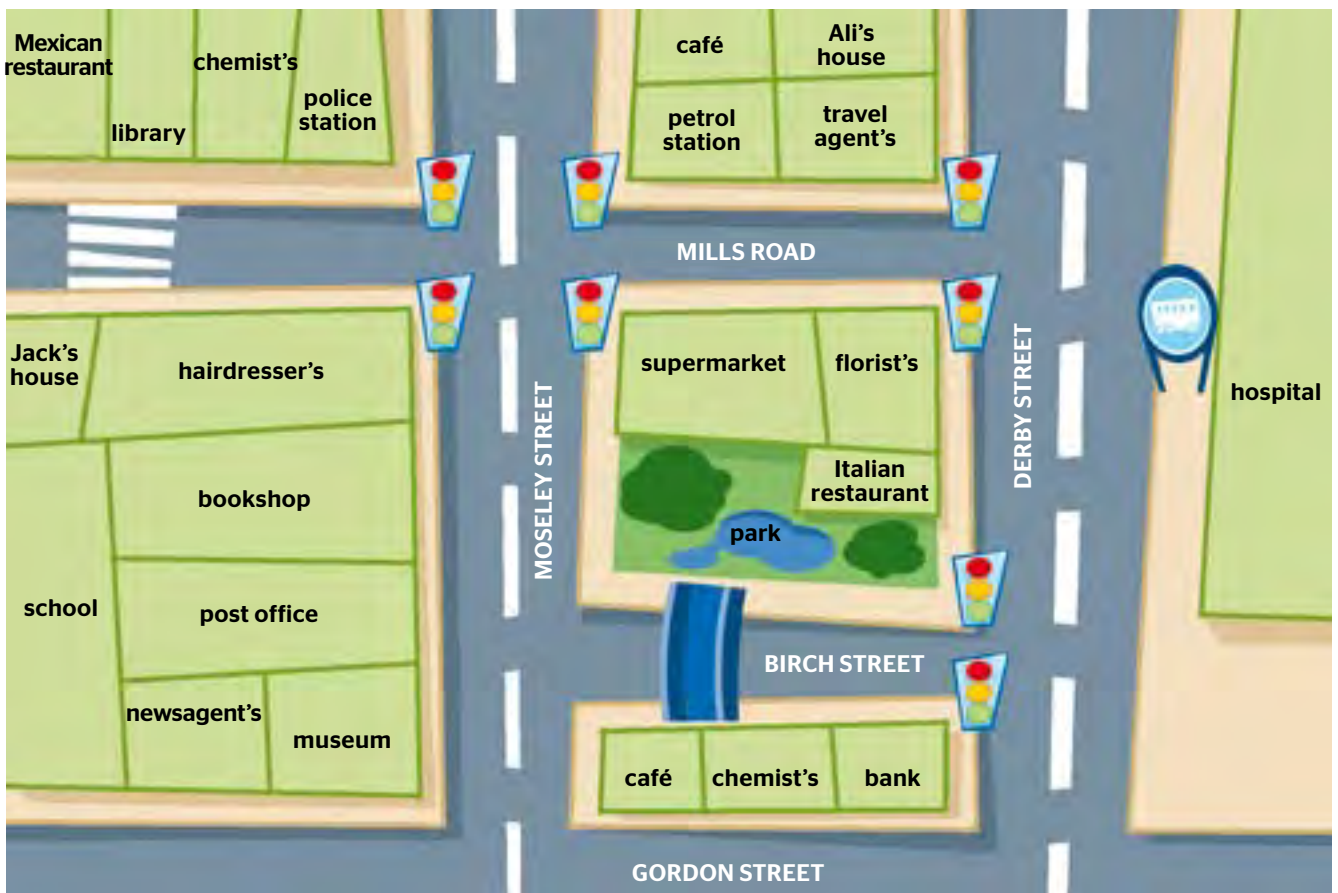 Mexican
restaurant
library
chemist's
police
station
café
Ali's
house
petrol
station
travel
agent's
MILLS ROAD
Jack's
house
hairdresser's
supermarket
florist's
hospital
bookshop
MOSELEY STREET
Italian
restaurant
DERBY STREET
park
school
post office
BIRCH STREET
newsagent's
museum
café
chemist's
bank
GORDON STREET